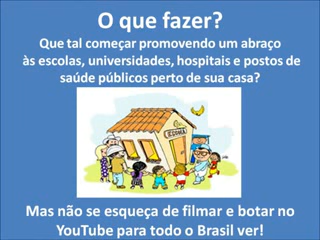 O que fazer?
Que tal começar promovendo um abraço
às escolas, universidades, hospitais e postos de
saúde públicos perto de sua casa?
ESCOLA
Mas não se esqueça de filmar e botar no
YouTube para todo o Brasil ver!